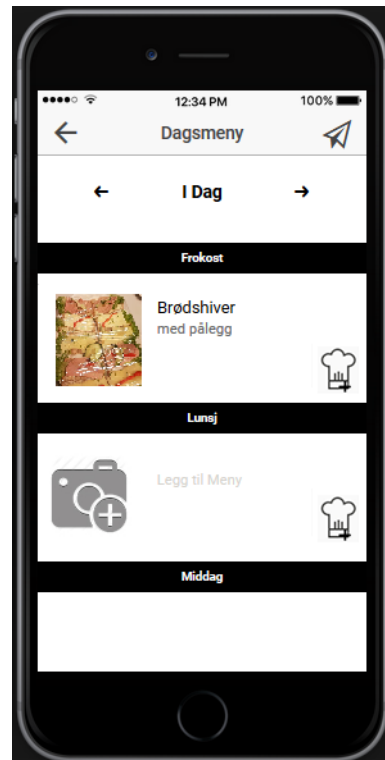 12:34 PM
100%
Dagsmeny
I Dag
Frokost
Brødshiver
med pålegg
Lunsj
Legg til Meny
Middag